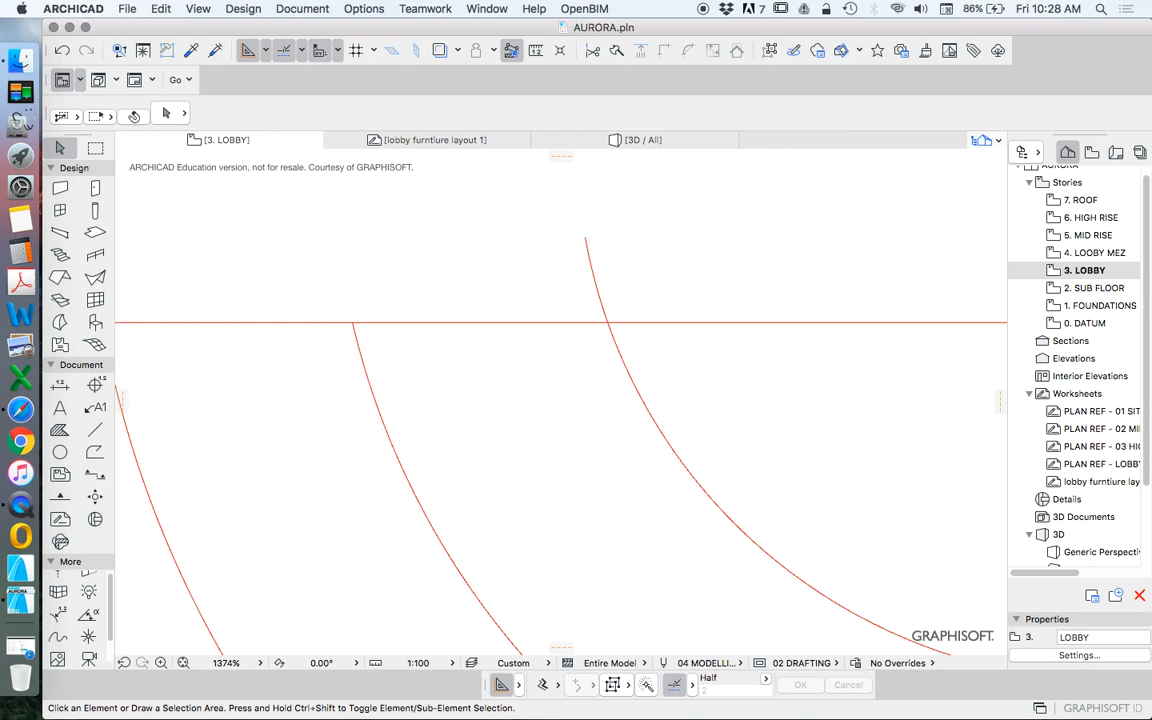 ARCHICAD File Edit View Design Document Options Teamwork Window Help OpenBIM 7 86% Fri 10:28 AM
AURORA.pln
Go
[3. LOBBY] [lobby furntiure layout 1] [3D / All]
ARCHICAD Education version, not for resale. Courtesy of GRAPHISOFT.
Design
Document
More
AURORA
Stories
7. ROOF
6. HIGH RISE
5. MID RISE
4. LOOBY MEZ
3. LOBBY
2. SUB FLOOR
1. FOUNDATIONS
0. DATUM
Sections
Elevations
Interior Elevations
Worksheets
PLAN REF - 01 SIT
PLAN REF - 02 MI
PLAN REF - 03 HI
PLAN REF - LOBB
lobby furntiure lay
Details
3D Documents
3D
Generic Perspecti
Properties
3. LOBBY
Settings...
GRAPHISOFT.
1374% 0.00° 1:100 Custom Entire Model 04 MODELLI... 02 DRAFTING No Overrides
Half
2
OK Cancel
Click an Element or Draw a Selection Area. Press and Hold Ctrl+Shift to Toggle Element/Sub-Element Selection.
GRAPHISOFT ID